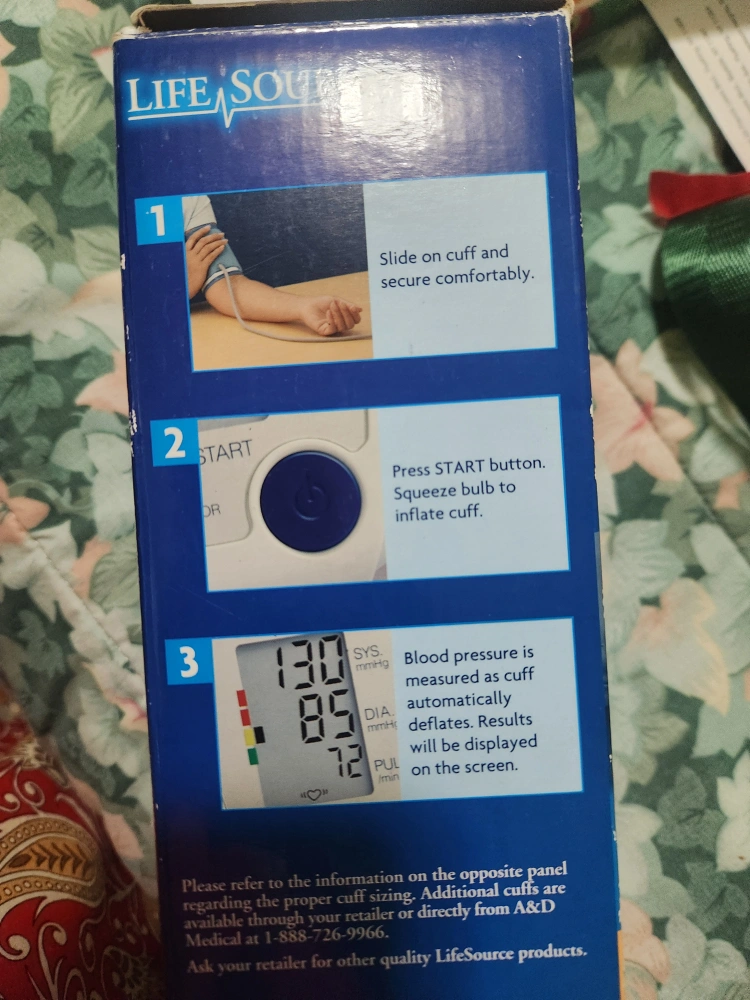 LIFE SOURCE
1
Slide on cuff and
secure comfortably.
2
START
OR
Press START button.
Squeeze bulb to
inflate cuff.
3
130
SYS.
mmHg
85
DIA.
mmHg
72
PUL
/min
Blood pressure is
measured as cuff
automatically
deflates. Results
will be displayed
on the screen.
Please refer to the information on the opposite panel
regarding the proper cuff sizing. Additional cuffs are
available through your retailer or directly from A&D
Medical at 1-888-726-9966.
Ask your retailer for other quality LifeSource products.